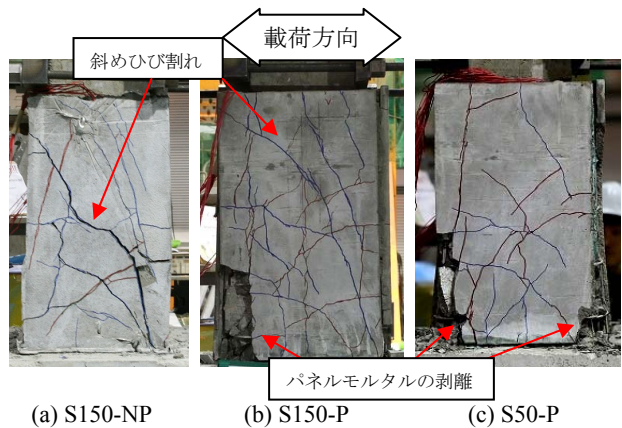 載荷方向
斜めひび割れ
パネルモルタルの剥離
(a) S150-NP
(b) S150-P
(c) S50-P